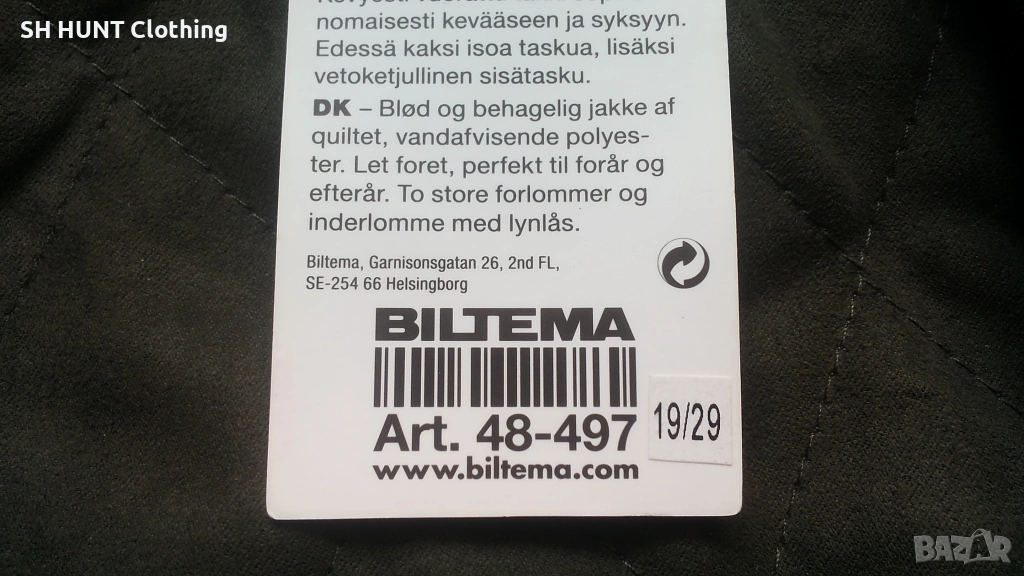 SH HUNT Clothing
nomaisesti kevääseen ja syksyyn.
Edessä kaksi isoa taskua, lisäksi
vetoketjullinen sisätasku.
DK – Blød og behagelig jakke af
quiltet, vandafvisende polyes-
ter. Let foret, perfekt til forår og
efterår. To store forlommer og
inderlomme med lynlås.
Biltema, Garnisonsgatan 26, 2nd FL,
SE-254 66 Helsingborg
BILTEMA
Art. 48-497
19/29
www.biltema.com
BAZAR